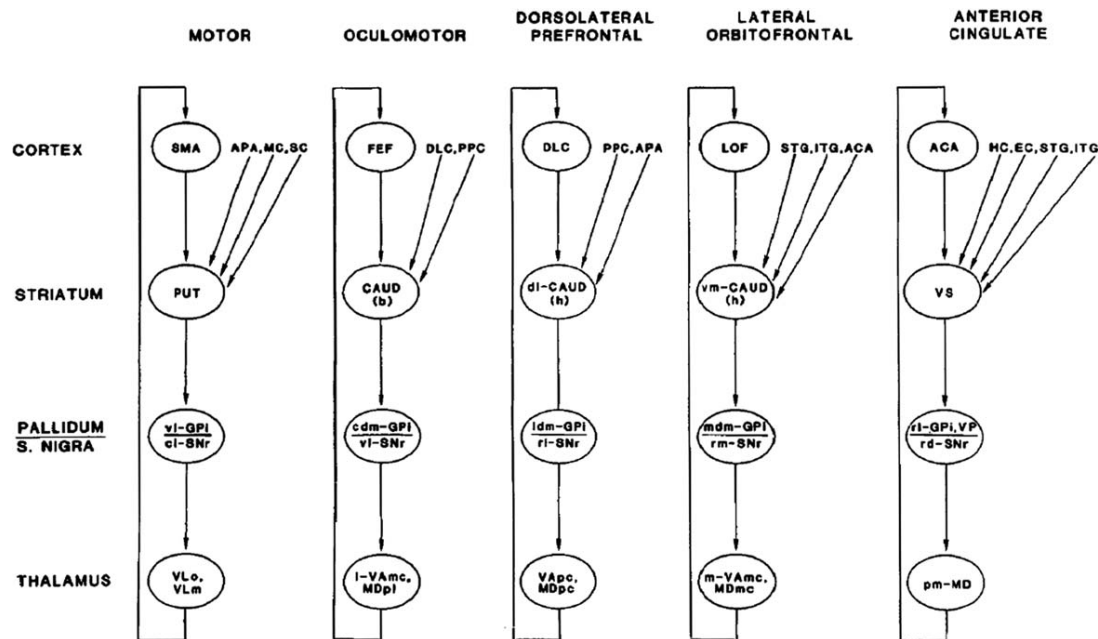 MOTOR
OCULOMOTOR
DORSOLATERAL
PREFRONTAL
LATERAL
ORBITOFRONTAL
ANTERIOR
CINGULATE
CORTEX
SMA
APA,MC,SC
FEF
DLC,PPC
DLC
PPC,APA
LOF
STG,ITG,ACA
ACA
HC,EC,STG,ITG
STRIATUM
PUT
CAUD
(b)
dl-CAUD
(h)
vm-CAUD
(h)
VS
PALLIDUM
S. NIGRA
vl-GPi
cl-SNr
cdm-GPi
vl-SNr
ldm-GPi
rl-SNr
mdm-GPi
rm-SNr
rl-GPi,VP
rd-SNr
THALAMUS
VLo,
VLm
l-VAmc,
MDpl
VApc,
MDpc
m-VAmc,
MDmc
pm-MD